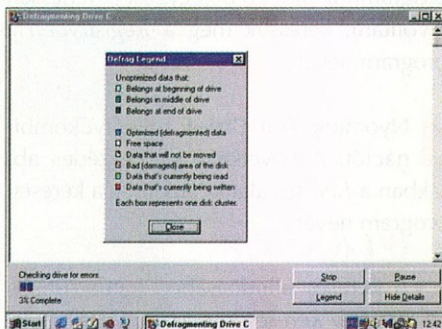 Defragmenting Drive C
Defrag Legend
Unoptimized data that:
Belongs at beginning of drive
Belongs in middle of drive
Belongs at end of drive
Optimized (defragmented) data
Free space
Data that will not be moved
Bad (damaged) area of the disk
Data that's currently being read
Data that's currently being written
Each box represents one disk cluster.
Close
Checking drive for errors
3% Complete
Stop
Pause
Legend
Hide Details
Start
Defragmenting Drive C
12:42